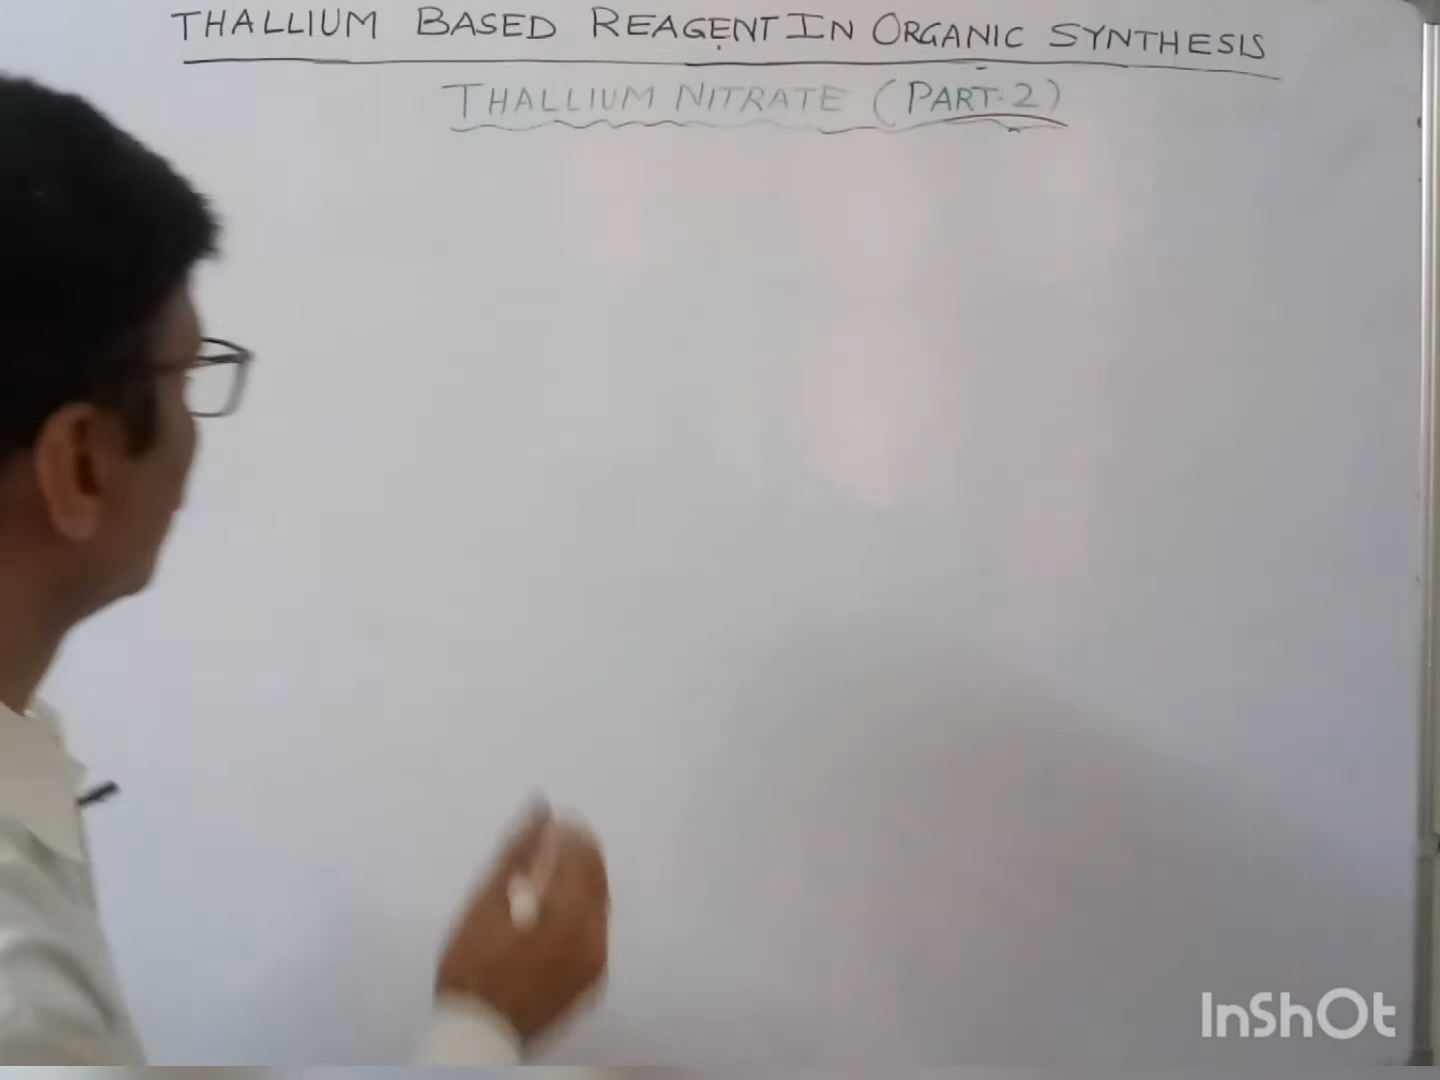 THALLIUM BASED REAGENT IN ORGANIC SYNTHESIS
THALLIUM NITRATE (PART-2)
InShOt